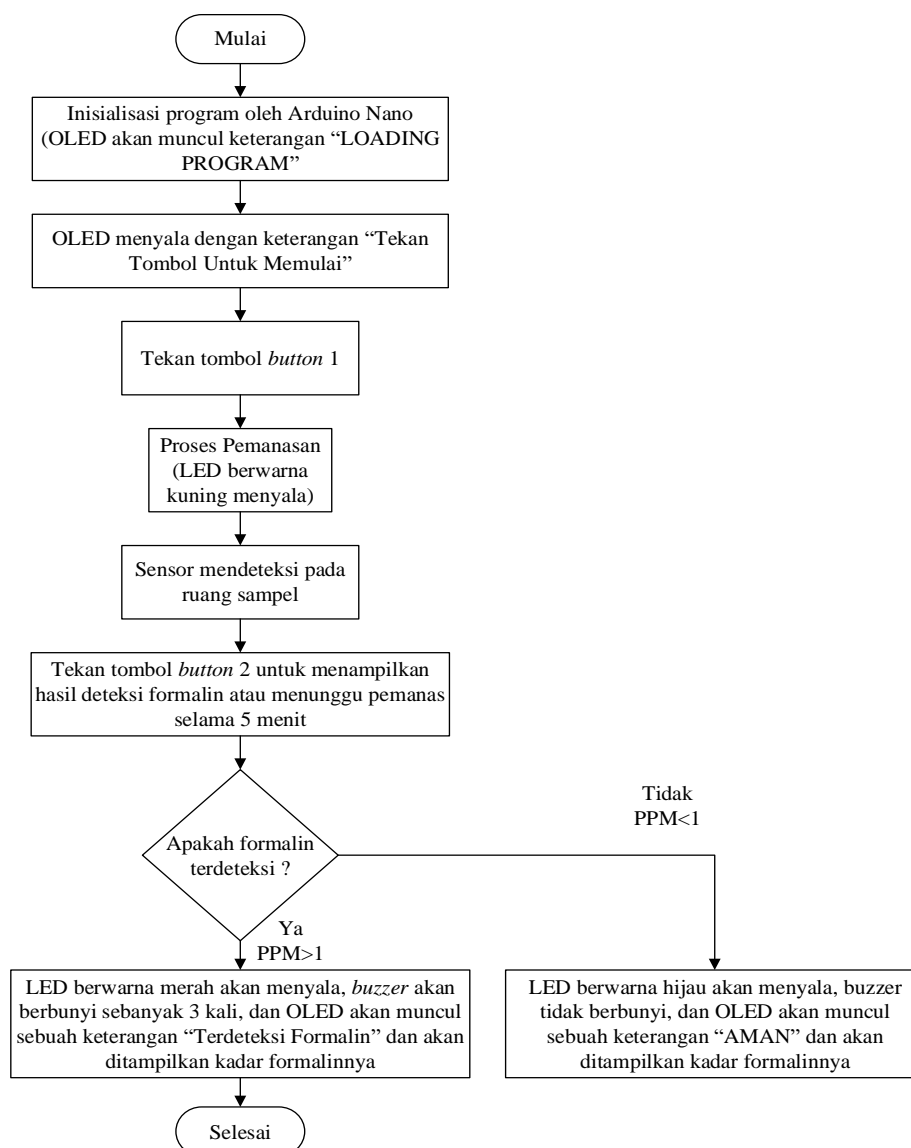 Mulai
Inisialisasi program oleh Arduino Nano
(OLED akan muncul keterangan “LOADING
PROGRAM”
OLED menyala dengan keterangan “Tekan
Tombol Untuk Memulai”
Tekan tombol button 1
Proses Pemanasan
(LED berwarna
kuning menyala)
Sensor mendeteksi pada
ruang sampel
Tekan tombol button 2 untuk menampilkan
hasil deteksi formalin atau menunggu pemanas
selama 5 menit
Apakah formalin
terdeteksi ?
Tidak
PPM<1
Ya
PPM>1
LED berwarna merah akan menyala, buzzer akan
berbunyi sebanyak 3 kali, dan OLED akan muncul
sebuah keterangan “Terdeteksi Formalin” dan akan
ditampilkan kadar formalinnya
LED berwarna hijau akan menyala, buzzer
tidak berbunyi, dan OLED akan muncul
sebuah keterangan “AMAN” dan akan
ditampilkan kadar formalinnya
Selesai